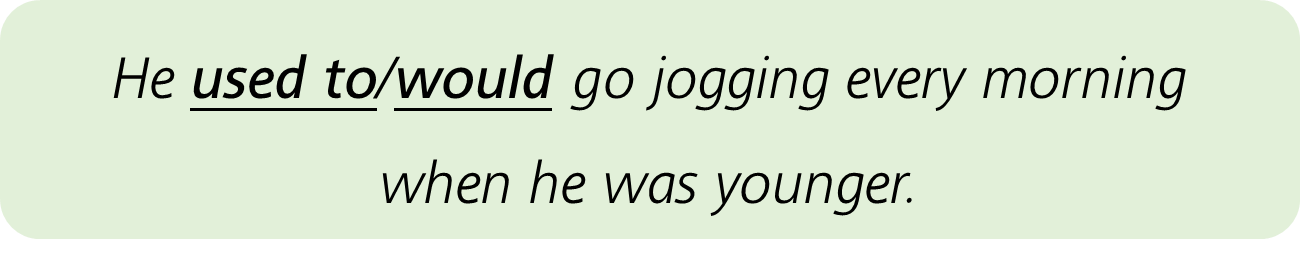 He used to/would go jogging every morning
when he was younger.